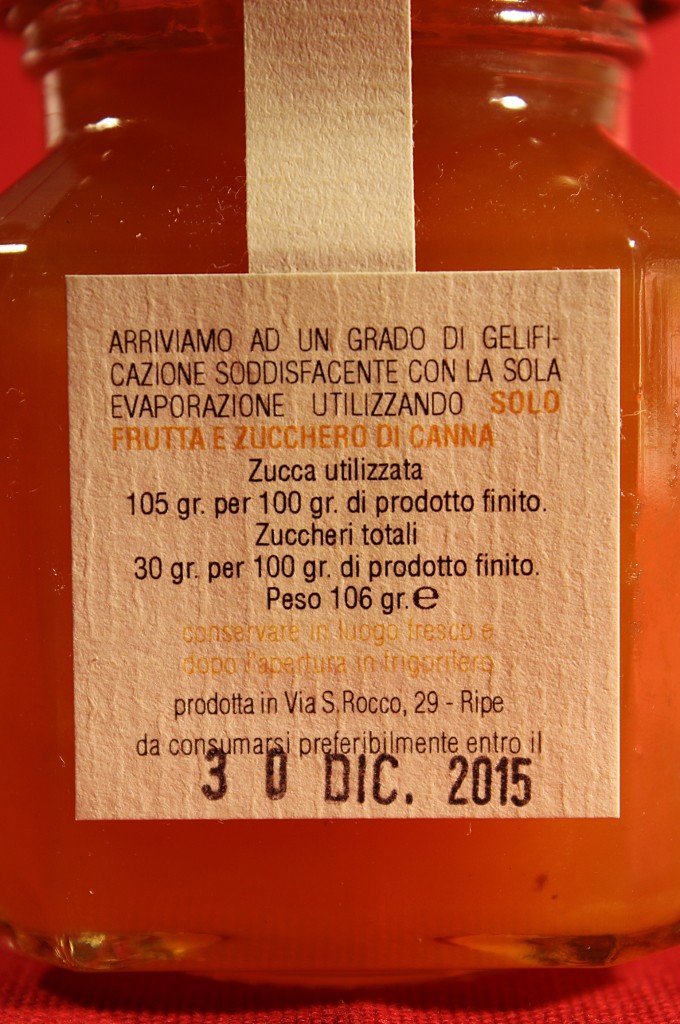 ARRIVIAMO AD UN GRADO DI GELIFI-
CAZIONE SODDISFACENTE CON LA SOLA
EVAPORAZIONE UTILIZZANDO SOLO
FRUTTA E ZUCCHERO DI CANNA
Zucca utilizzata
105 gr. per 100 gr. di prodotto finito.
Zuccheri totali
30 gr. per 100 gr. di prodotto finito.
Peso 106 gr. ℮
conservare in luogo fresco e
dopo l'apertura in frigorifero
prodotta in Via S.Rocco, 29 - Ripe
da consumarsi preferibilmente entro il
30 DIC. 2015